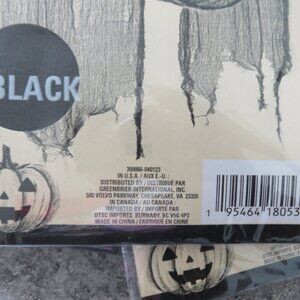 BLACK
350066-040123
IN U.S.A. / AUX É.-U. :
DISTRIBUTED BY / DISTRIBUÉ PAR
GREENBRIER INTERNATIONAL, INC.
500 VOLVO PARKWAY, CHESAPEAKE, VA 23320
IN CANADA / AU CANADA :
IMPORTED BY / IMPORTÉ PAR
DTSC IMPORTS BURNABY, BC V5G 4P3
MADE IN CHINA / FABRIQUÉ EN CHINE
1 95464 18053